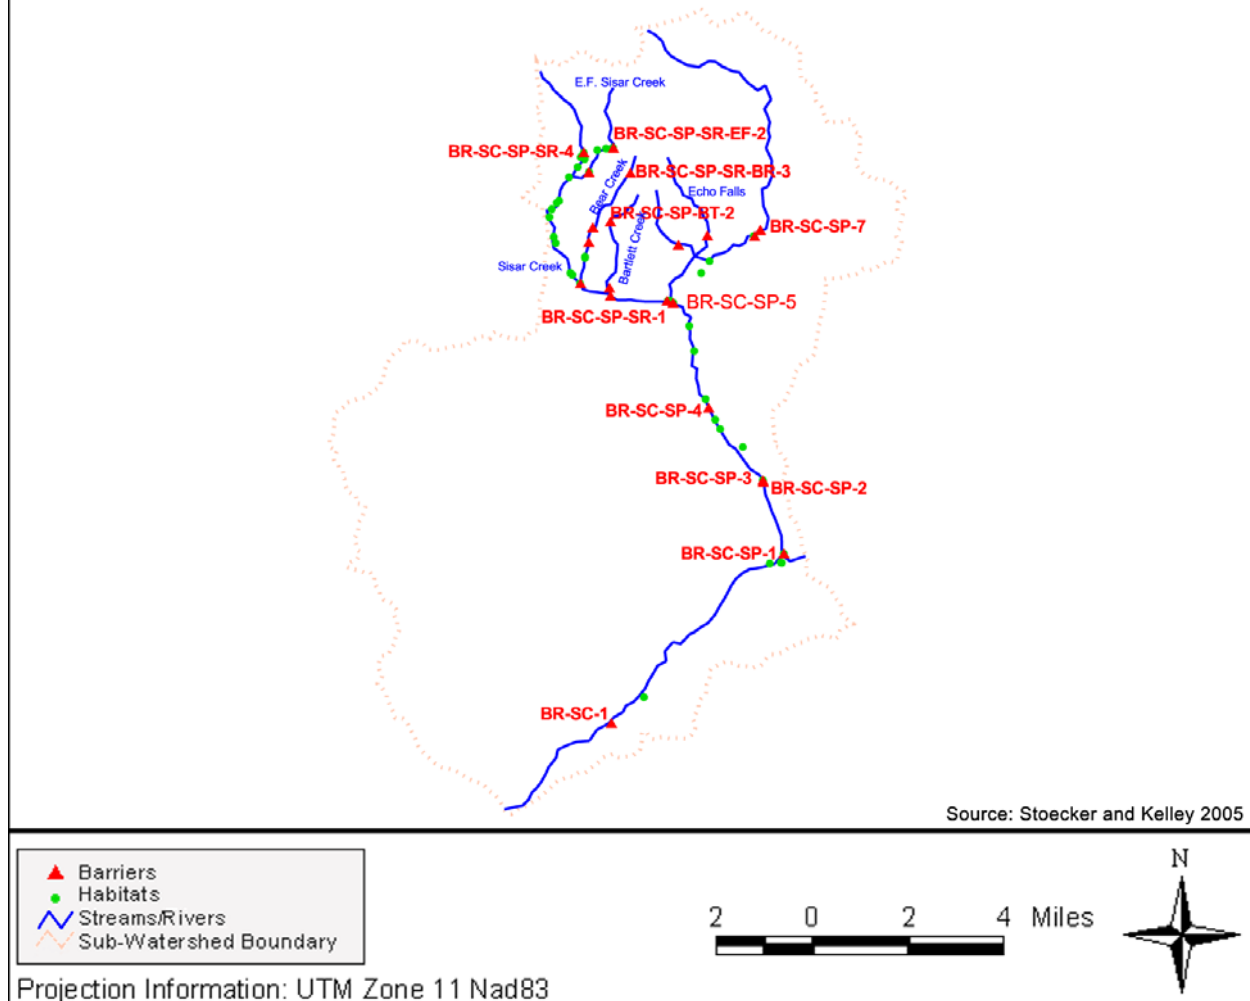 E.F. Sisar Creek
BR-SC-SP-SR-EF-2
BR-SC-SP-SR-4
BR-SC-SP-SR-BR-3
Bear Creek
Echo Falls
BR-SC-SP-BT-2
BR-SC-SP-7
Bartlett Creek
Sisar Creek
BR-SC-SP-5
BR-SC-SP-SR-1
BR-SC-SP-4
BR-SC-SP-3
BR-SC-SP-2
BR-SC-SP-1
BR-SC-1
Source: Stoecker and Kelley 2005
Barriers
Habitats
Streams/Rivers
Sub-Watershed Boundary
2 0 2 4 Miles
N
Projection Information: UTM Zone 11 Nad83